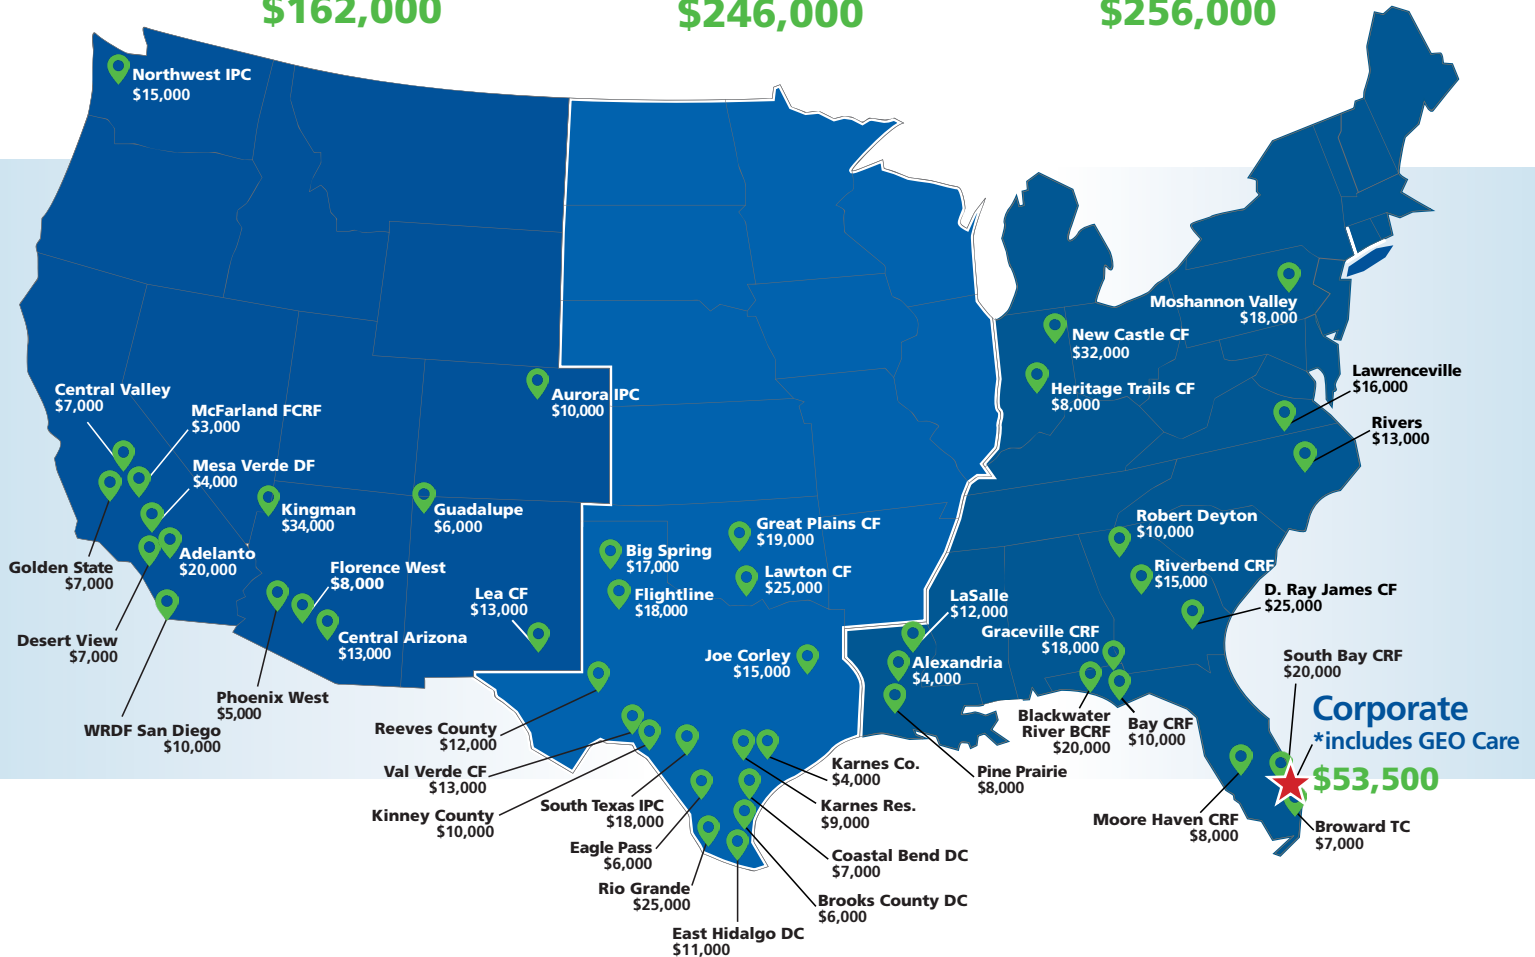 $162,000
$246,000
$256,000
Northwest IPC
$15,000
Central Valley
$7,000
McFarland FCRF
$3,000
Mesa Verde DF
$4,000
Golden State
$7,000
Adelanto
$20,000
Desert View
$7,000
WRDF San Diego
$10,000
Kingman
$34,000
Florence West
$8,000
Phoenix West
$5,000
Central Arizona
$13,000
Guadalupe
$6,000
Lea CF
$13,000
Aurora IPC
$10,000
Big Spring
$17,000
Flightline
$18,000
Great Plains CF
$19,000
Lawton CF
$25,000
Joe Corley
$15,000
Reeves County
$12,000
Val Verde CF
$13,000
Kinney County
$10,000
South Texas IPC
$18,000
Eagle Pass
$6,000
Rio Grande
$25,000
East Hidalgo DC
$11,000
Brooks County DC
$6,000
Coastal Bend DC
$7,000
Karnes Res.
$9,000
Karnes Co.
$4,000
Moshannon Valley
$18,000
New Castle CF
$32,000
Heritage Trails CF
$8,000
Lawrenceville
$16,000
Rivers
$13,000
Robert Deyton
$10,000
Riverbend CRF
$15,000
D. Ray James CF
$25,000
LaSalle
$12,000
Graceville CRF
$18,000
Alexandria
$4,000
Pine Prairie
$8,000
Blackwater
River BCRF
$20,000
Bay CRF
$10,000
South Bay CRF
$20,000
Corporate
*includes GEO Care
$53,500
Moore Haven CRF
$8,000
Broward TC
$7,000